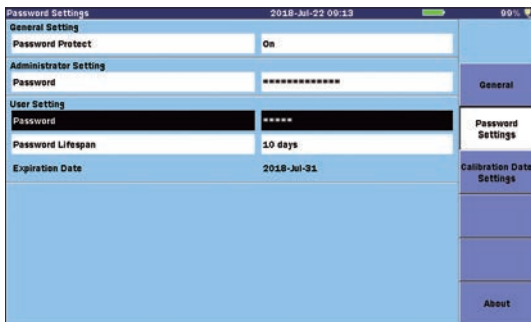 Password Settings 2018-Jul-22 09:13 99%
General Setting
Password Protect On
Administrator Setting
Password *************
General
User Setting
Password *****
Password
Settings
Password Lifespan 10 days
Expiration Date 2018-Jul-31
Calibration Date
Settings
About